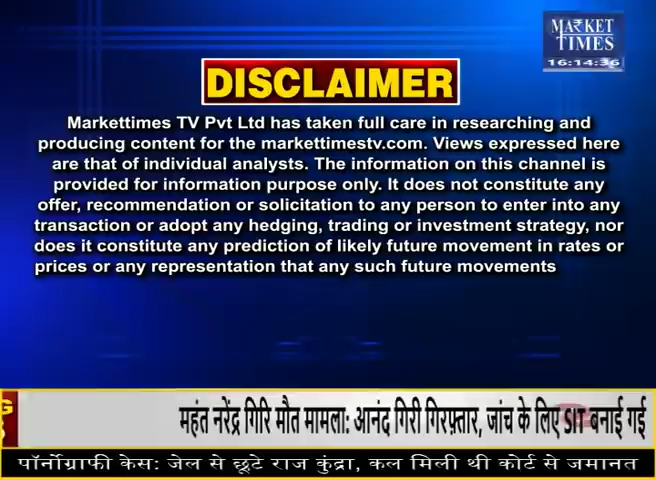 MARKET
TIMES
16:14:36
DISCLAIMER
Markettimes TV Pvt Ltd has taken full care in researching and
producing content for the markettimestv.com. Views expressed here
are that of individual analysts. The information on this channel is
provided for information purpose only. It does not constitute any
offer, recommendation or solicitation to any person to enter into any
transaction or adopt any hedging, trading or investment strategy, nor
does it constitute any prediction of likely future movement in rates or
prices or any representation that any such future movements
महंत नरेंद्र गिरि मौत मामला: आनंद गिरी गिरफ़्तार, जांच के लिए SIT बनाई गई
पॉर्नोग्राफी केस: जेल से छूटे राज कुंद्रा, कल मिली थी कोर्ट से जमानत